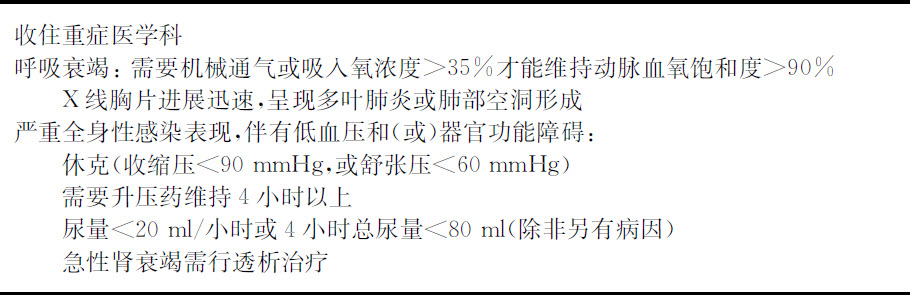 收住重症医学科
呼吸衰竭:需要机械通气或吸入氧浓度>35%才能维持动脉血氧饱和度>90%
X线胸片进展迅速,呈现多叶肺炎或肺部空洞形成
严重全身性感染表现,伴有低血压和(或)器官功能障碍:
休克(收缩压<90 mmHg,或舒张压<60 mmHg)
需要升压药维持4小时以上
尿量<20 ml/小时或4小时总尿量<80 ml(除非另有病因)
急性肾衰竭需行透析治疗